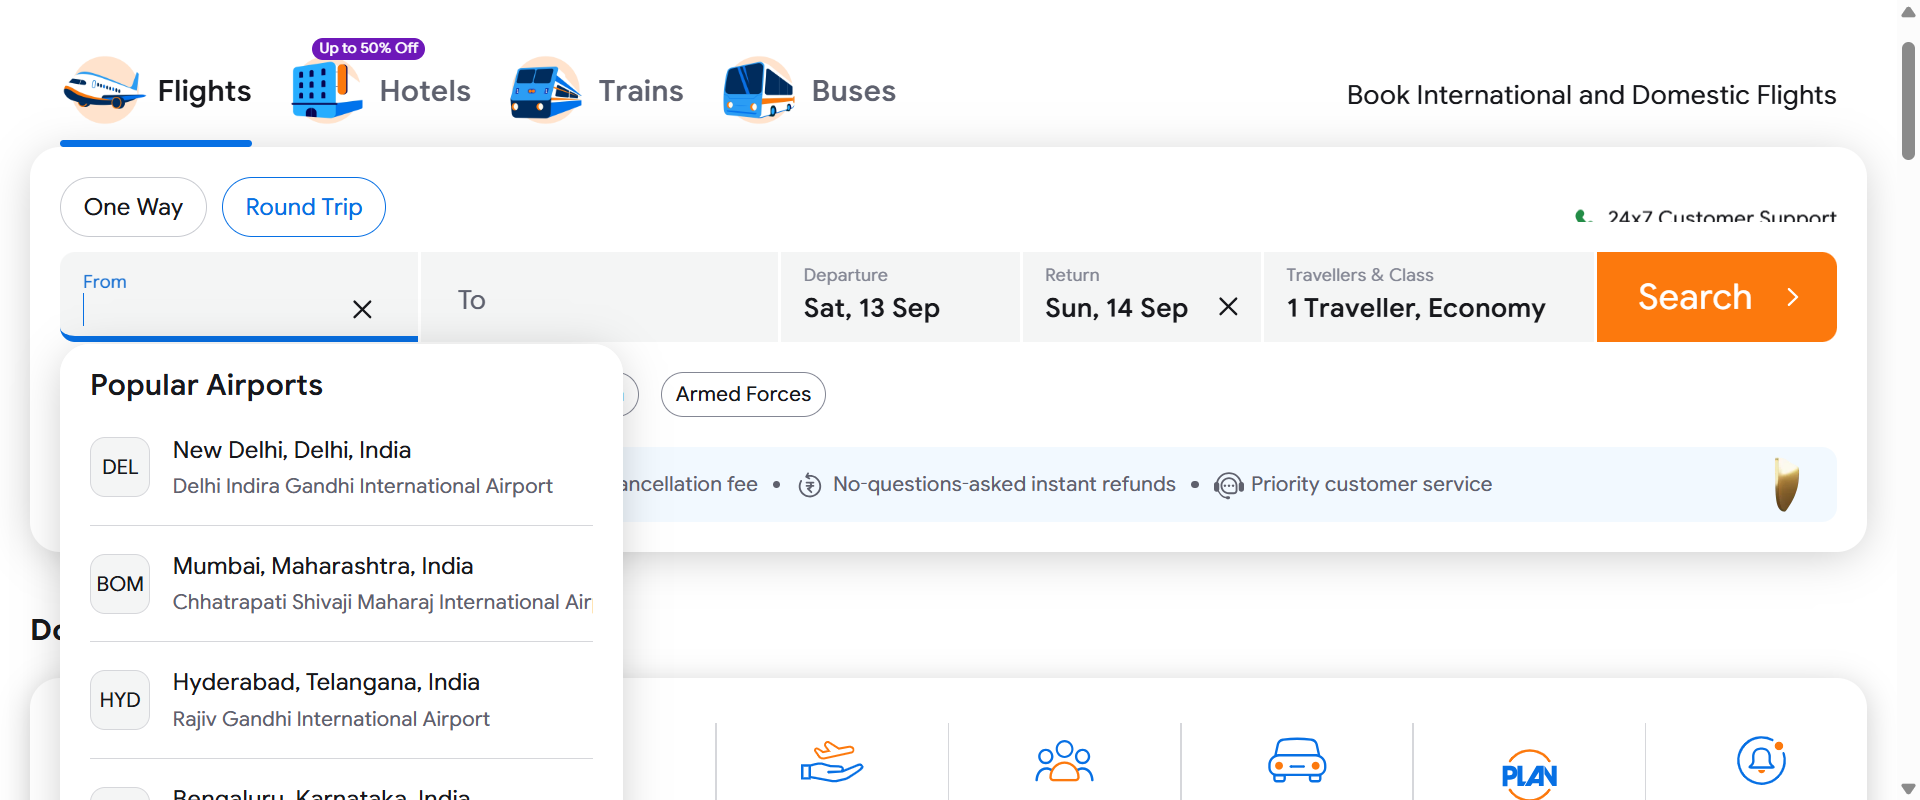 Up to 50% Off
Flights
Hotels
Trains
Buses
Book International and Domestic Flights
One Way
Round Trip
24x7 Customer Support
From
To
Departure
Sat, 13 Sep
Return
Sun, 14 Sep
Travellers & Class
1 Traveller, Economy
Search
Popular Airports
Armed Forces
DEL
New Delhi, Delhi, India
Delhi Indira Gandhi International Airport
ancellation fee • No-questions-asked instant refunds • Priority customer service
BOM
Mumbai, Maharashtra, India
Chhatrapati Shivaji Maharaj International Air
Do
HYD
Hyderabad, Telangana, India
Rajiv Gandhi International Airport
Bengaluru, Karnataka, India
PLAN